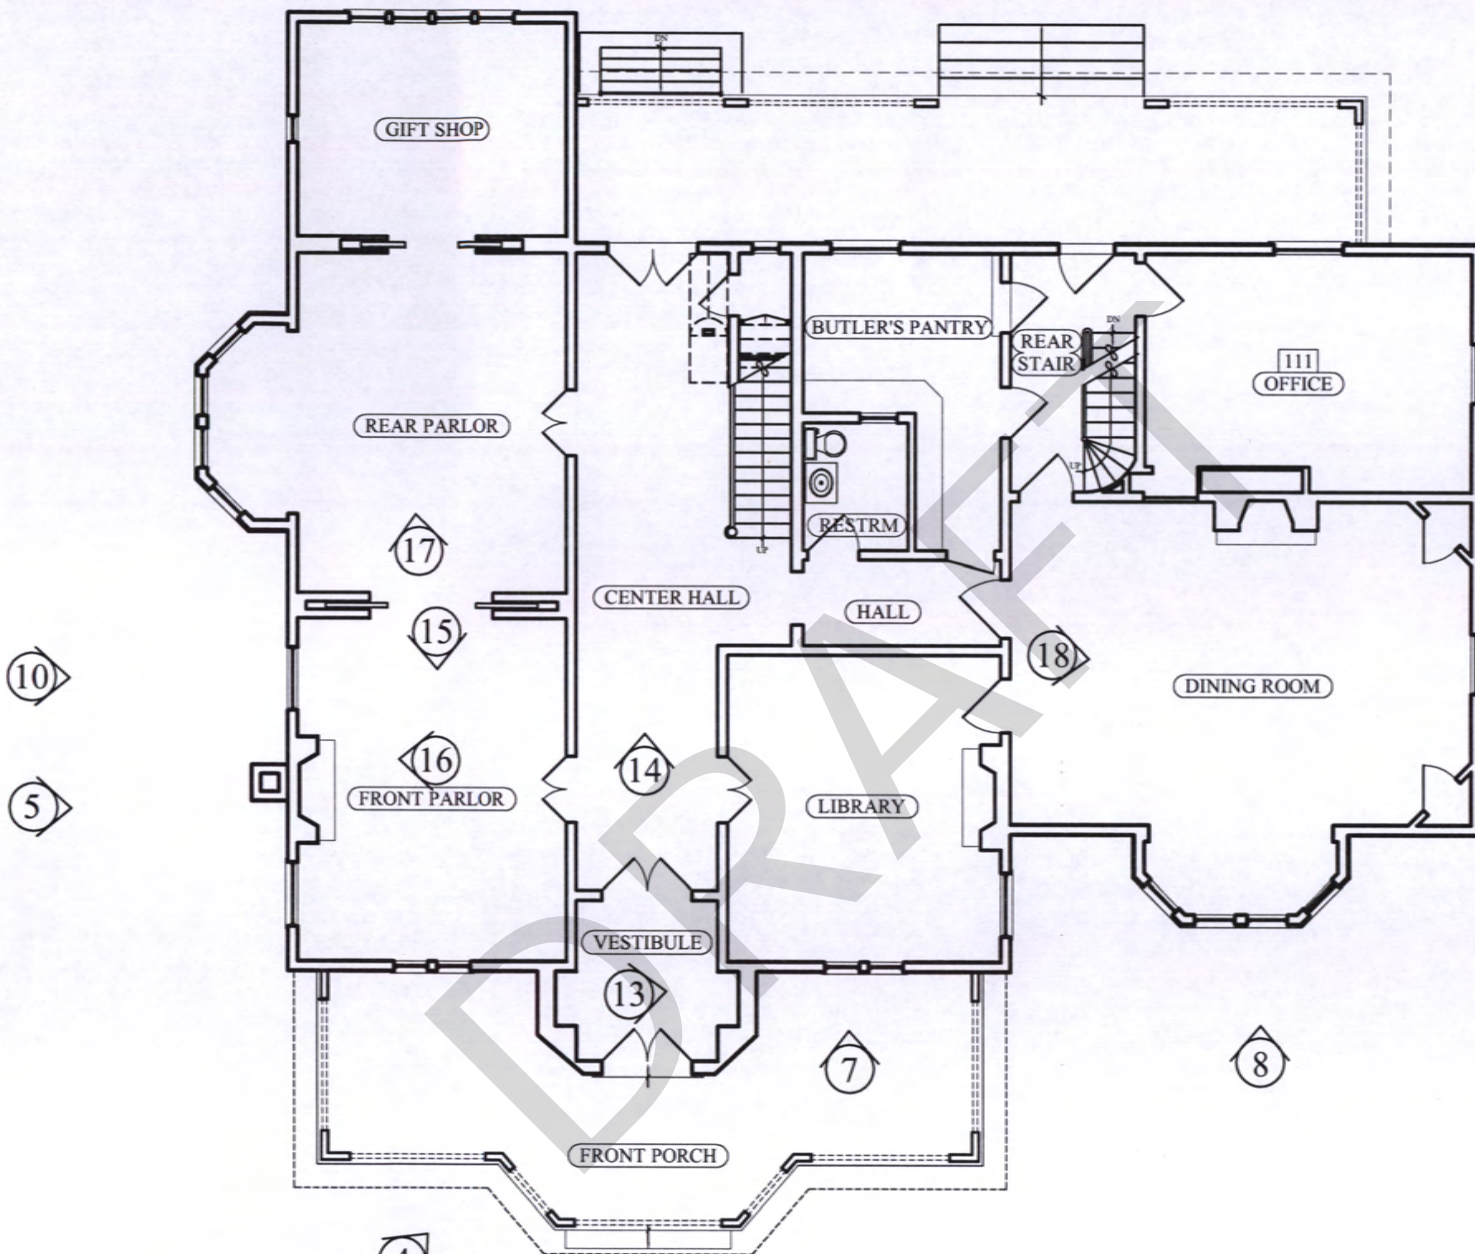 DN
GIFT SHOP
BUTLER'S PANTRY
REAR
STAIR
DN
111
OFFICE
REAR PARLOR
UP
RESTRM
17
UP
CENTER HALL
HALL
15
10
18
DINING ROOM
16
14
5
FRONT PARLOR
LIBRARY
VESTIBULE
13
7
8
FRONT PORCH
4
DRAFT